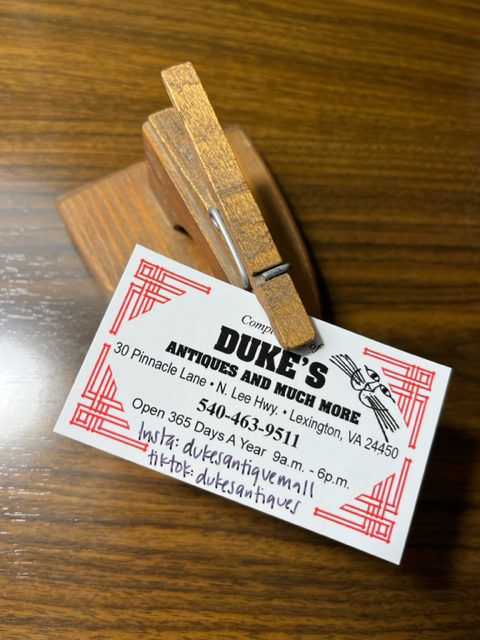 of
DUKE'S
ANTIQUES AND MUCH MORE
30 Pinnacle Lane • N. Lee Hwy. • Lexington, VA 24450
540-463-9511
Open 365 Days A Year 9a.m. - 6p.m.
Insta: dukesantiquemall
tiktok: dukesantiques